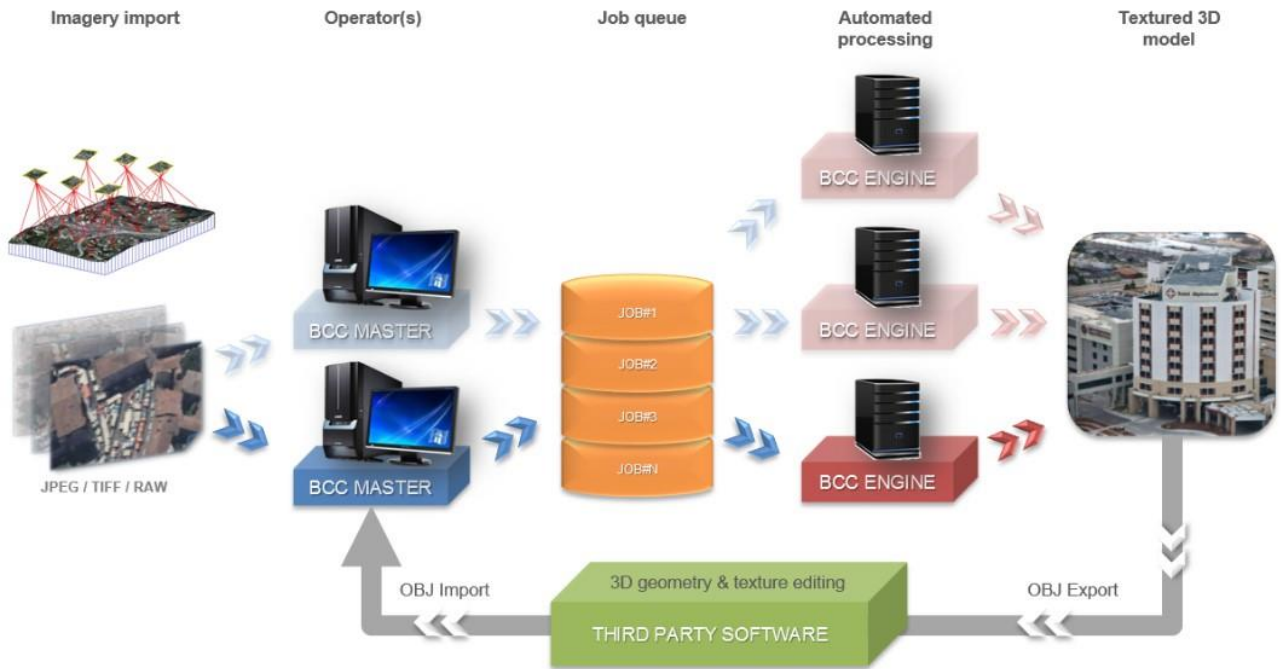 Imagery import
Operator(s)
Job queue
Automated
processing
Textured 3D
model
BCC ENGINE
BCC MASTER
JOB#1
BCC ENGINE
JOB#2
JOB#3
BCC MASTER
JOB#N
BCC ENGINE
JPEG / TIFF / RAW
OBJ Import
3D geometry & texture editing
OBJ Export
THIRD PARTY SOFTWARE